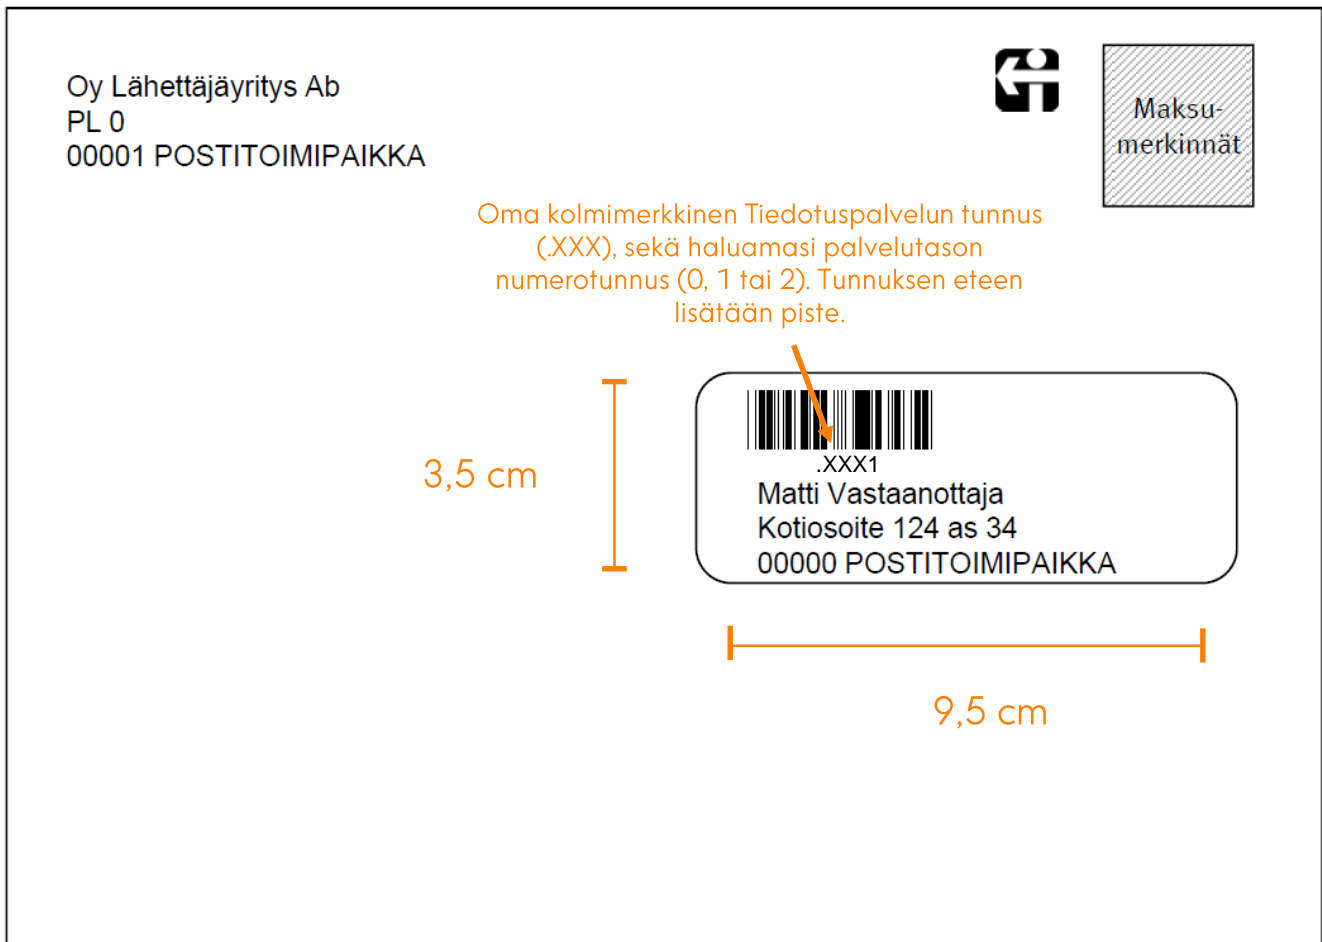 Oy Lähettäjäyritys Ab
PL 0
00001 POSTITOIMIPAIKKA
Maksu-
merkinnät
Oma kolmimerkkinen Tiedotuspalvelun tunnus
(.XXX), sekä haluamasi palvelutason
numerotunnus (0, 1 tai 2). Tunnuksen eteen
lisätään piste.
3,5 cm
.XXX1
Matti Vastaanottaja
Kotiosoite 124 as 34
00000 POSTITOIMIPAIKKA
9,5 cm